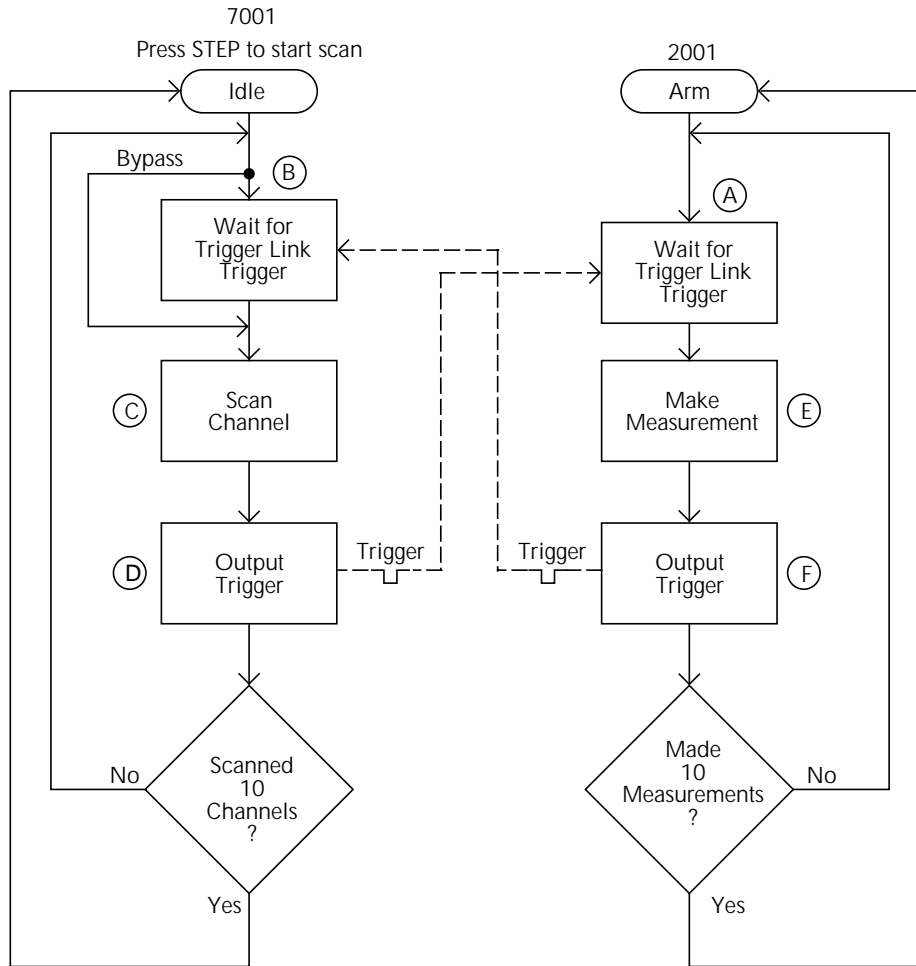 7001
Press STEP to start scan
Idle
Bypass
B
Wait for
Trigger Link
Trigger
C
Scan
Channel
D
Output
Trigger
Trigger
No
Scanned
10
Channels
?
Yes
2001
Arm
A
Wait for
Trigger Link
Trigger
Make
Measurement
E
Trigger
Output
Trigger
F
Made
10
Measurements
?
No
Yes